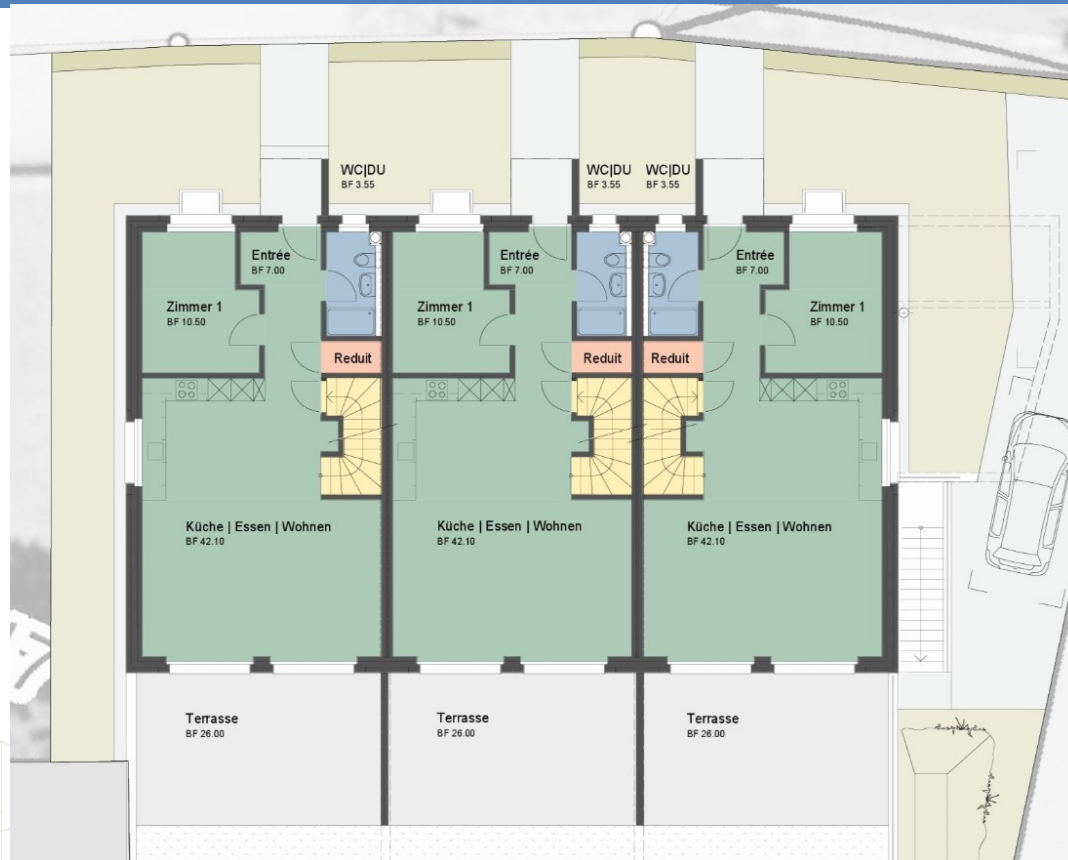 WC|DU
BF 3.55
WC|DU
BF 3.55
WC|DU
BF 3.55
Entrée
BF 7.00
Entrée
BF 7.00
Entrée
BF 7.00
Zimmer 1
BF 10.50
Zimmer 1
BF 10.50
Zimmer 1
BF 10.50
Reduit
Reduit
Reduit
Küche | Essen | Wohnen
BF 42.10
Küche | Essen | Wohnen
BF 42.10
Küche | Essen | Wohnen
BF 42.10
Terrasse
BF 26.00
Terrasse
BF 26.00
Terrasse
BF 26.00